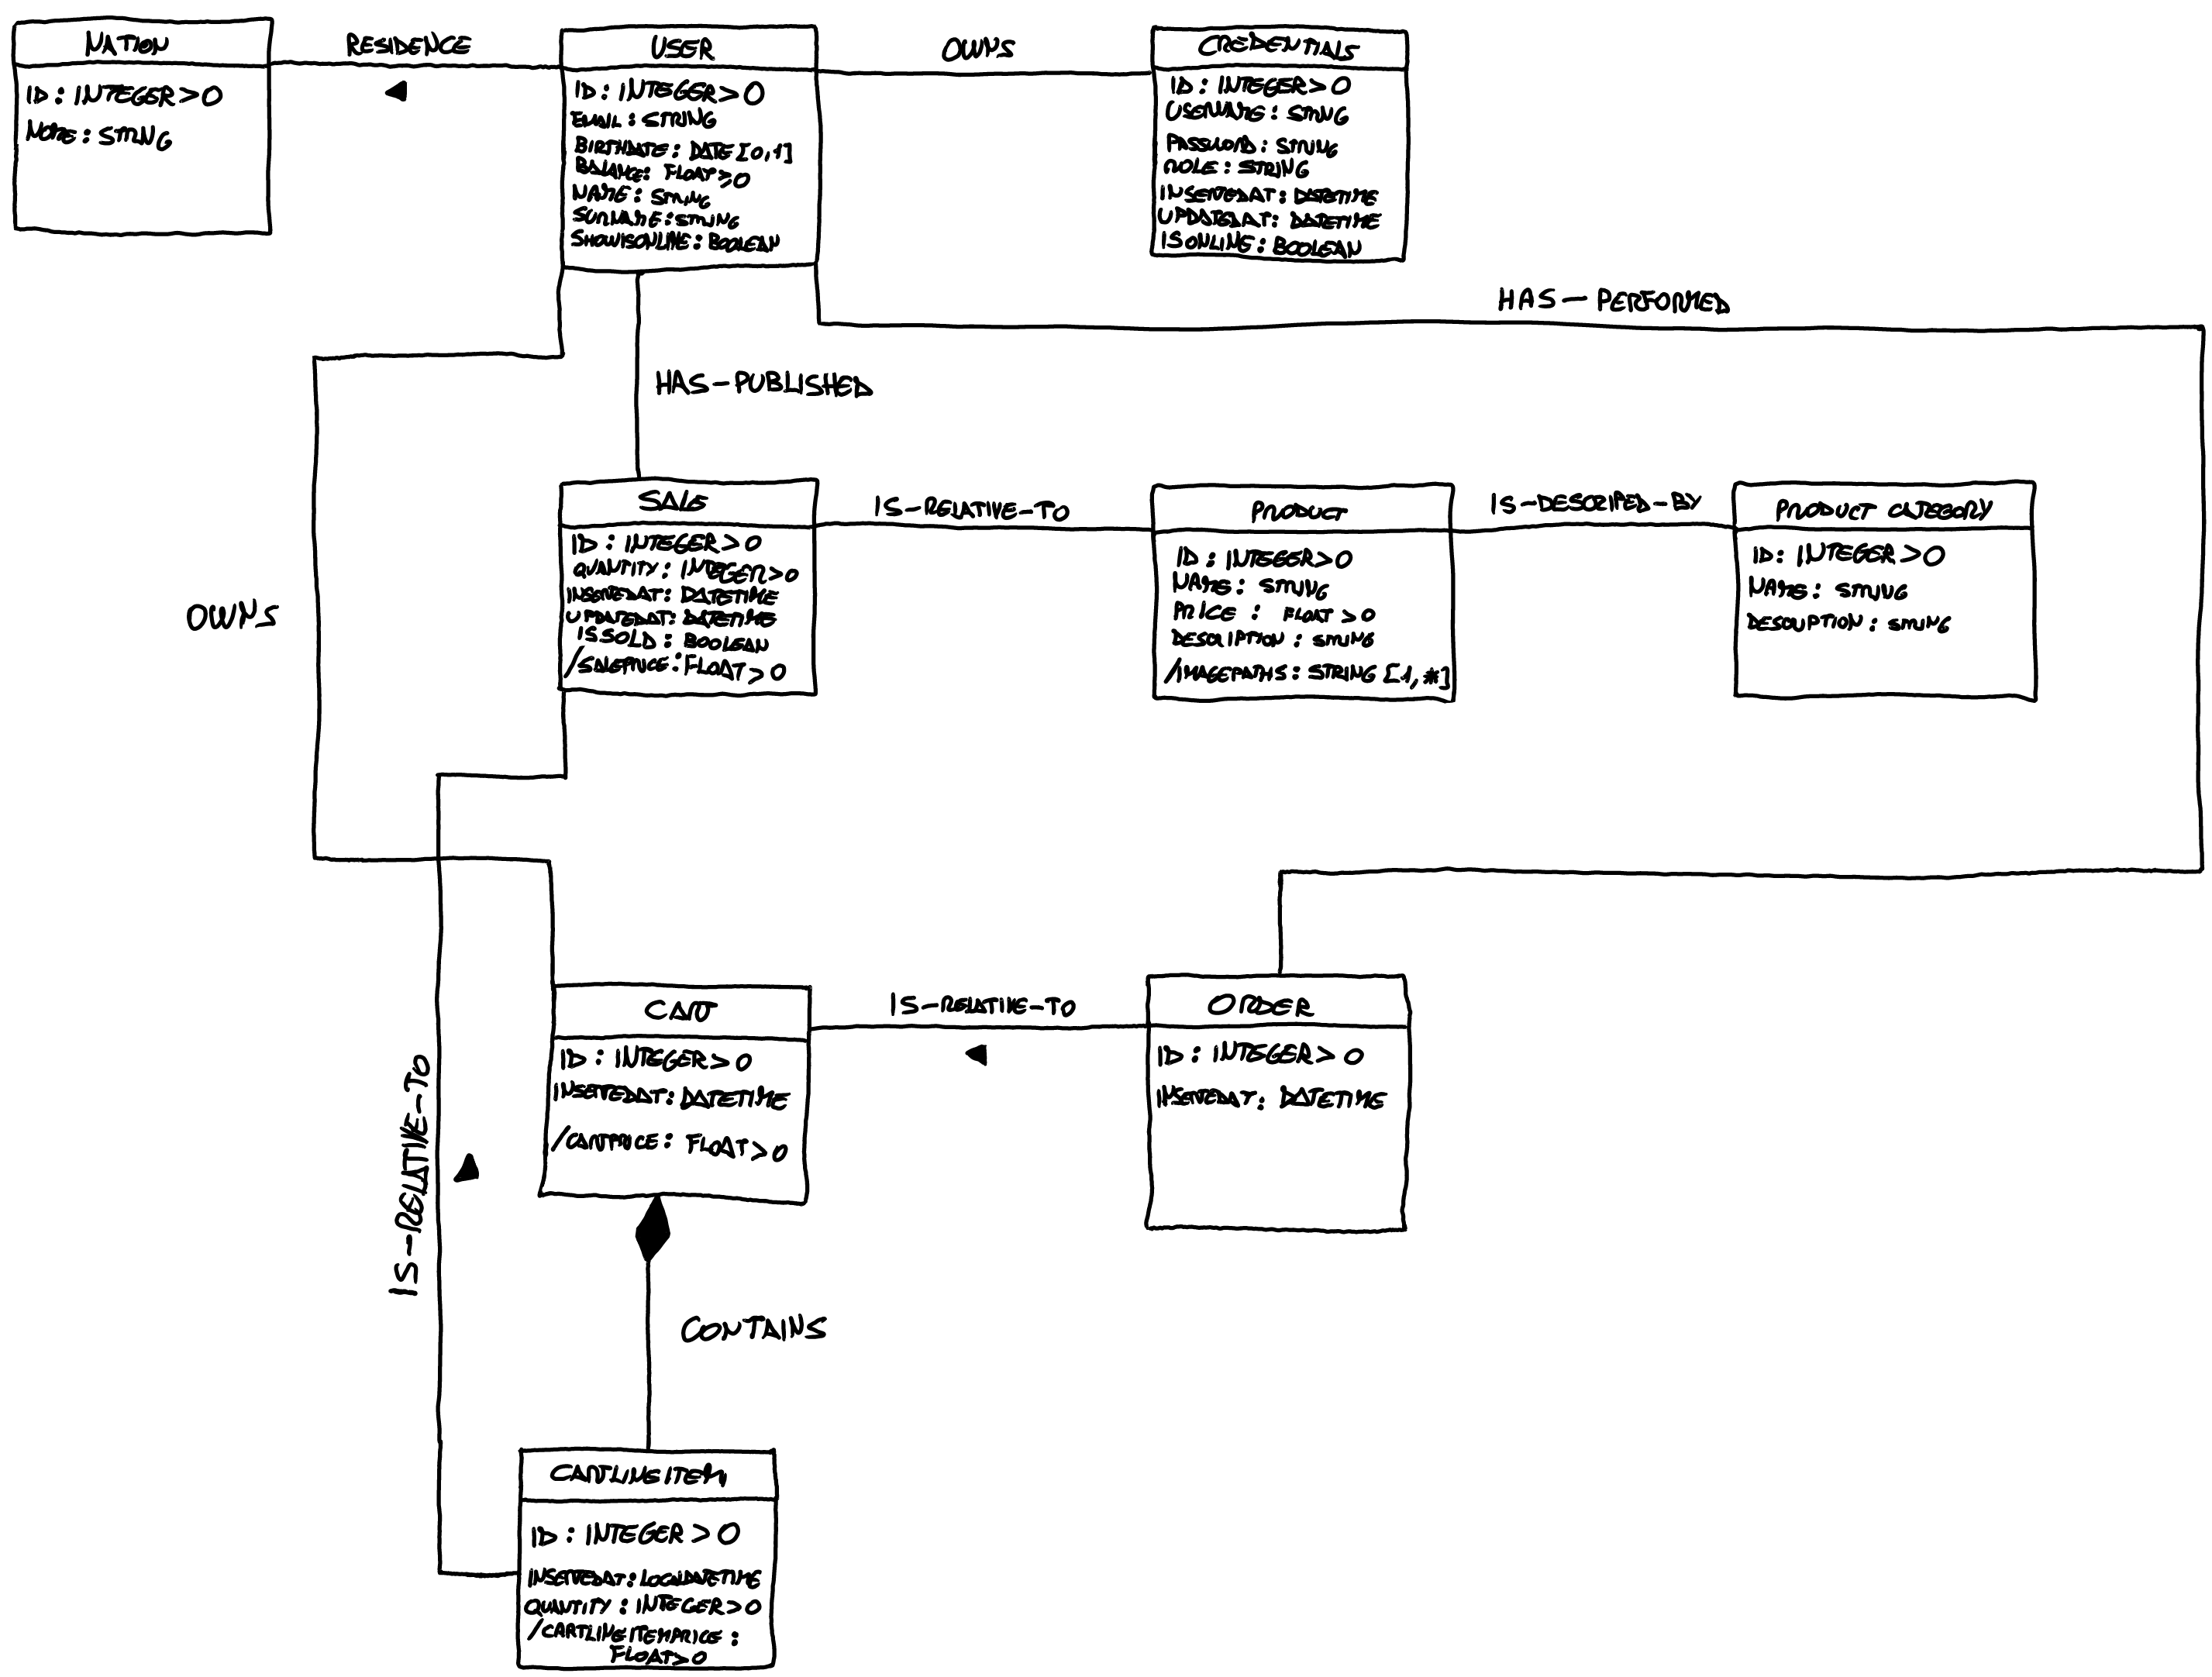 NATION
ID: INTEGER>0
NOME: STRING
RESIDENCE
USER
ID: INTEGER>0
EMAIL: STRING
BIRTHDATE: DATE [0,1]
BALANCE: FLOAT≥0
NAME: STRING
SURNAME: STRING
SHOWISONLINE: BOOLEAN
OWNS
CREDENTIALS
ID: INTEGER>0
USERNAME: STRING
PASSWORD: STRING
ROLE: STRING
INSERTEDAT: DATETIME
UPDATEDAT: DATETIME
ISONLINE: BOOLEAN
HAS-PERFORMED
HAS-PUBLISHED
OWNS
SALE
ID: INTEGER>0
QUANTITY: INTEGER>0
INSERTEDAT: DATETIME
UPDATEDAT: DATETIME
ISSOLD: BOOLEAN
/SALEPRICE: FLOAT>0
IS-RELATIVE-TO
PRODUCT
ID: INTEGER>0
NAME: STRING
PRICE: FLOAT>0
DESCRIPTION: STRING
/IMAGEPATHS: STRING [1,*]
IS-DESCRIPED-BY
PRODUCT CATEGORY
ID: INTEGER>0
NAME: STRING
DESCRIPTION: STRING
IS-RELATIVE-TO
CART
ID: INTEGER>0
INSERTEDAT: DATETIME
/CARTPRICE: FLOAT>0
IS-RELATIVE-TO
ORDER
ID: INTEGER>0
INSERTEDAT: DATETIME
CONTAINS
CARTLINEITEM
ID: INTEGER>0
INSERTEDAT: LOCALDATETIME
QUANTITY: INTEGER>0
/CARTLINEITEMPRICE:
FLOAT>0